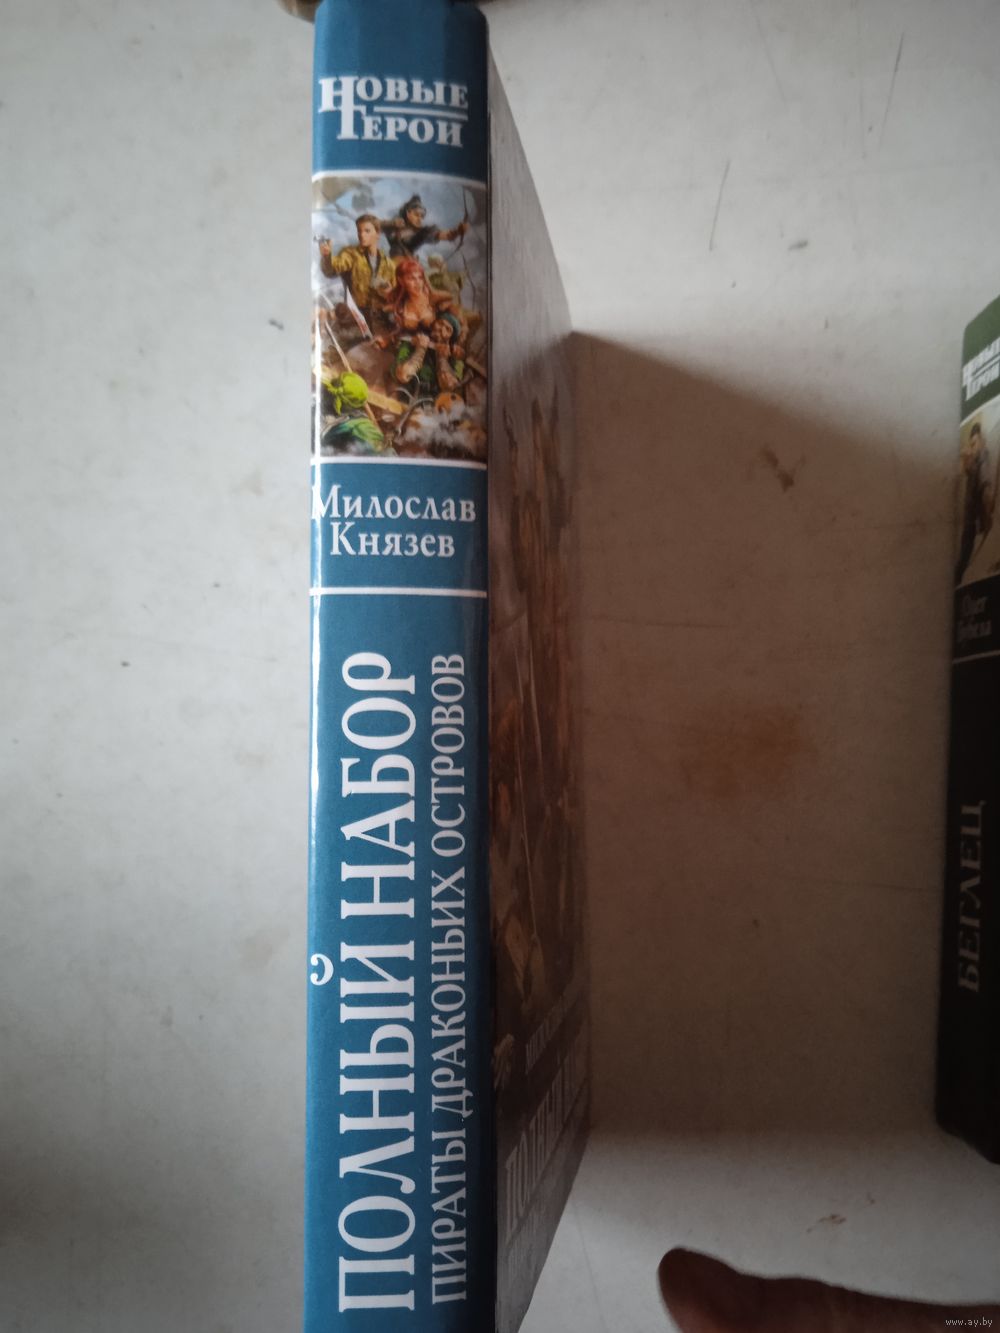 Новые
Герои
Милослав
Князев
ПОЛНЫЙ НАБОР
ПИРАТЫ ДРАКОНЬИХ ОСТРОВОВ
Новые
Герои
БЕГЛЕЦ
www.ay.by